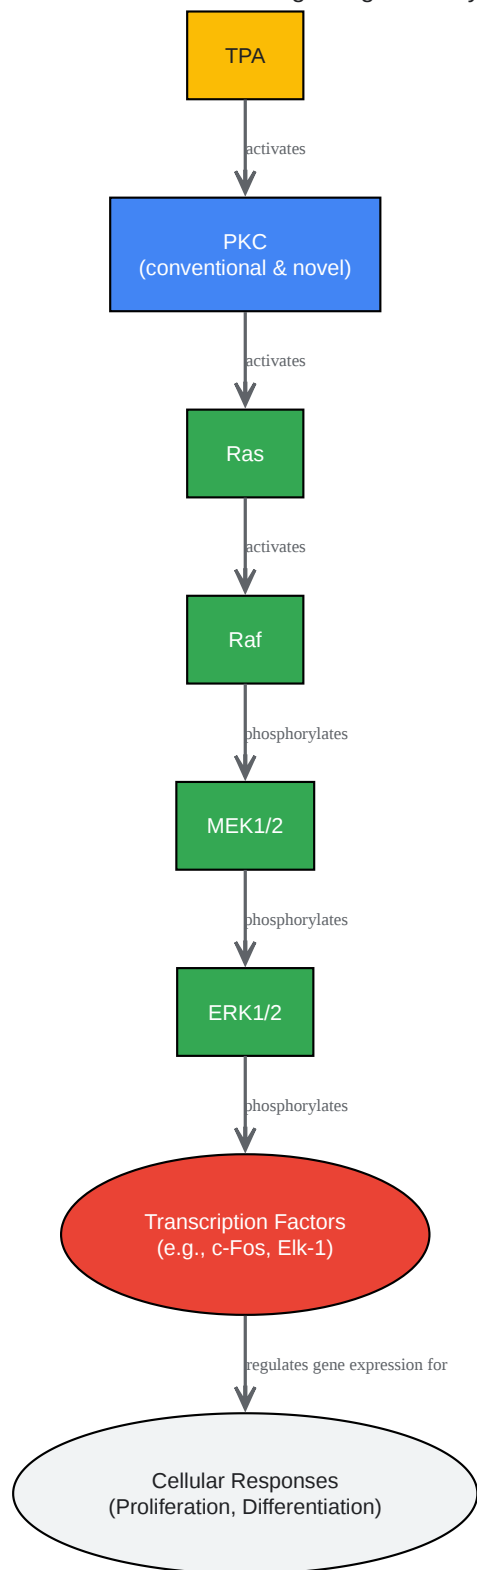 TPA
activates
PKC
(conventional & novel)
activates
Ras
activates
Raf
phosphorylates
MEK1/2
phosphorylates
ERK1/2
phosphorylates
Transcription Factors
(e.g., c-Fos, Elk-1)
regulates gene expression for
Cellular Responses
(Proliferation, Differentiation)